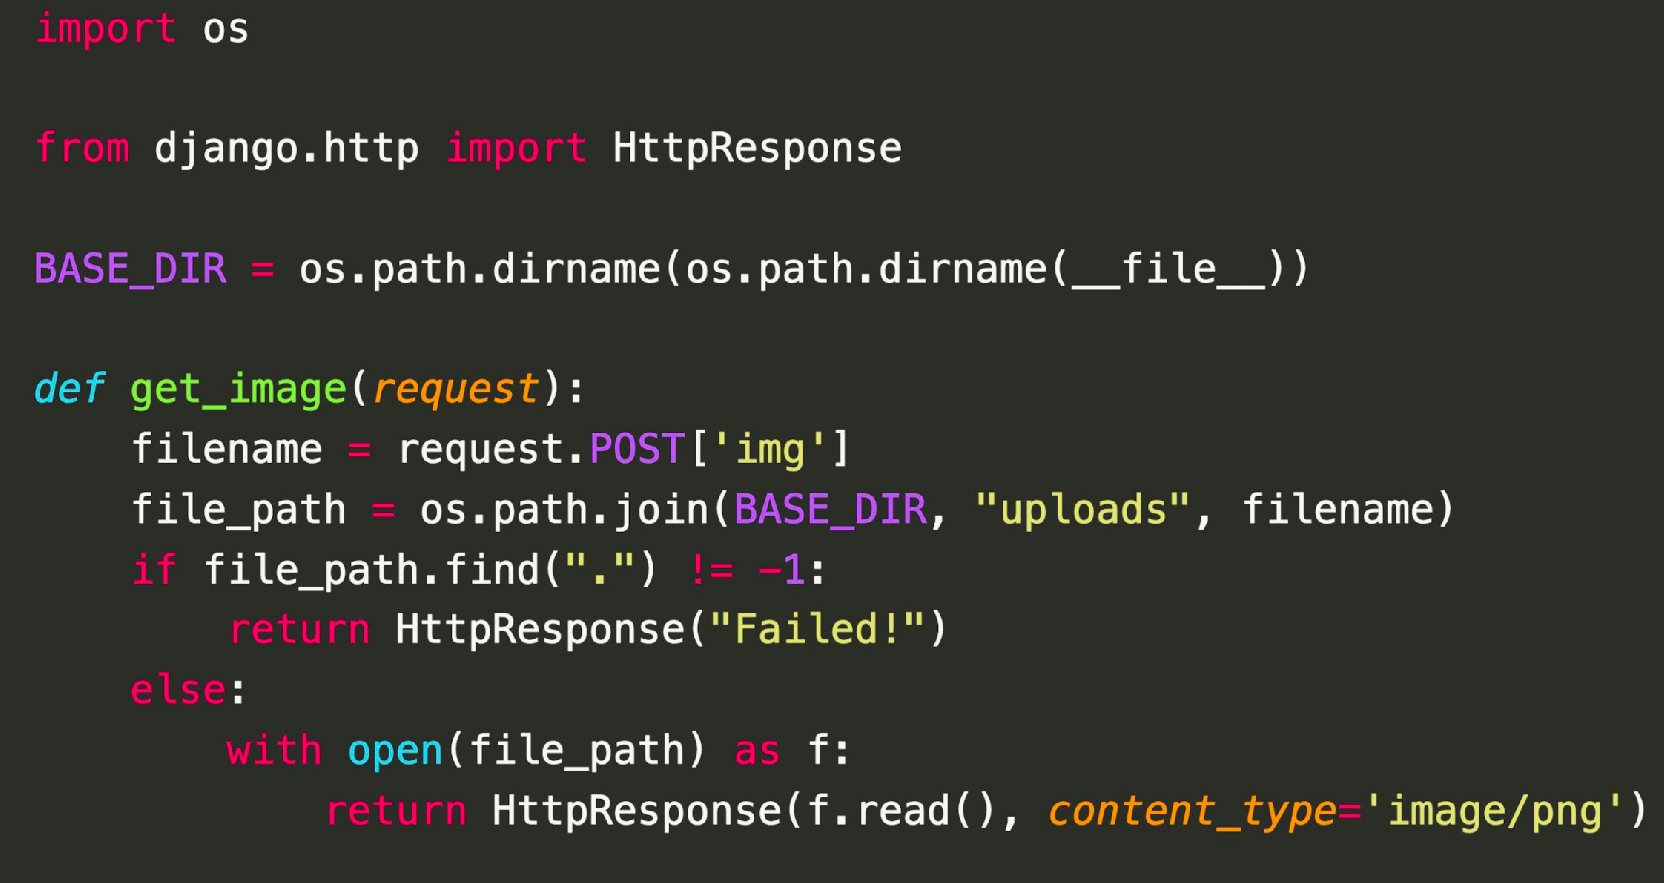 import os
from django.http import HttpResponse
BASE_DIR = os.path.dirname(os.path.dirname(__file__))
def get_image(request):
    filename = request.POST['img']
    file_path = os.path.join(BASE_DIR, "uploads", filename)
    if file_path.find(".") != -1:
        return HttpResponse("Failed!")
    else:
        with open(file_path) as f:
            return HttpResponse(f.read(), content_type='image/png')